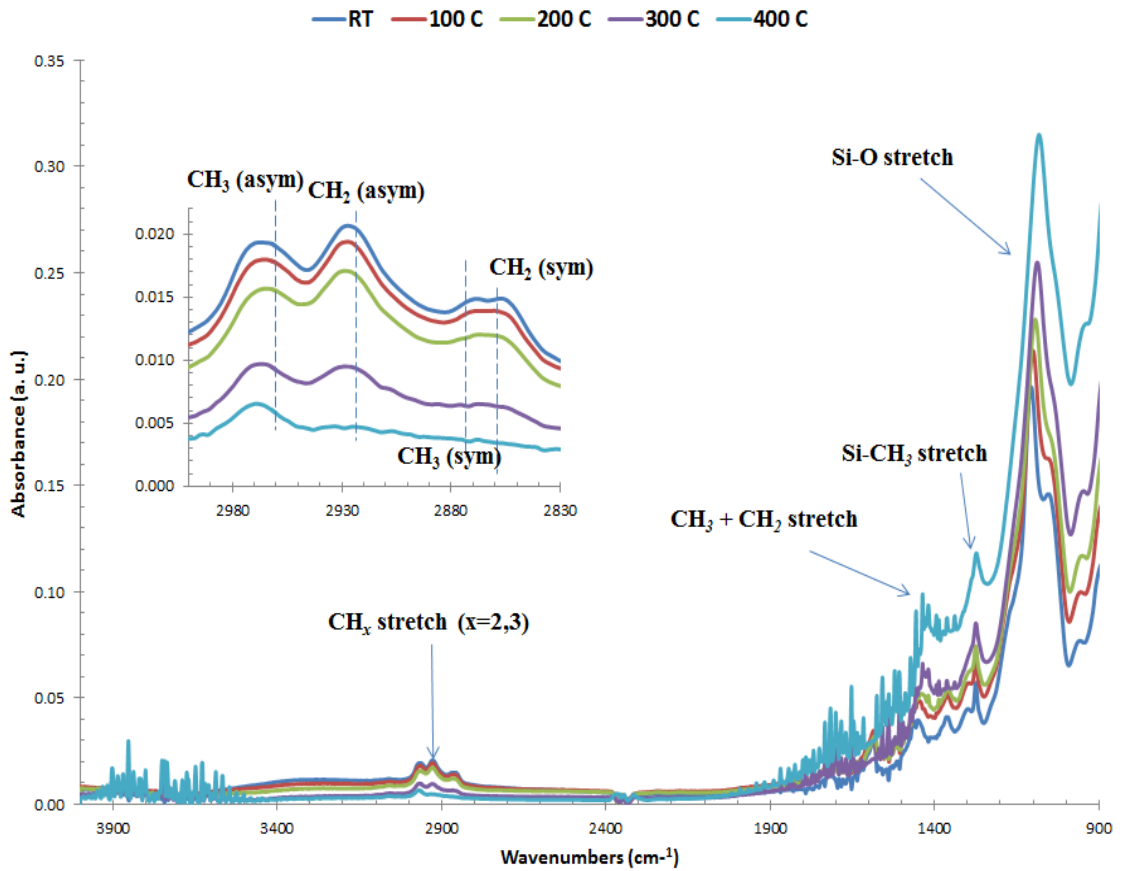 RT 100 C 200 C 300 C 400 C
0.35
0.30
0.25
0.20
0.15
0.10
0.05
0.00
Absorbance (a. u.)
3900 3400 2900 2400 1900 1400 900
Wavenumbers (cm-1)
CH3 (asym)
CH2 (asym)
CH2 (sym)
CH3 (sym)
0.020
0.015
0.010
0.005
0.000
2980 2930 2880 2830
Si-O stretch
Si-CH3 stretch
CH3 + CH2 stretch
CHx stretch (x=2,3)